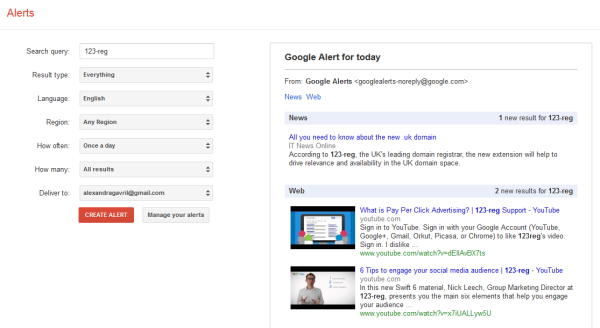 Alerts
Search query: 123-reg
Result type: Everything
Language: English
Region: Any Region
How often: Once a day
How many: All results
Deliver to: alexandragavril@gmail.com
CREATE ALERT Manage your alerts
Google Alert for today
From: Google Alerts <googlealerts-noreply@google.com>
News Web
News 1 new result for 123-reg
All you need to know about the new .uk domain
IT News Online
According to 123-reg, the UK's leading domain registrar, the new extension will help to
drive relevance and availability in the UK domain space.
Web 2 new results for 123-reg
What is Pay Per Click Advertising? | 123-reg Support - YouTube
youtube.com
Sign in to YouTube. Sign in with your Google Account (YouTube,
Google+, Gmail, Orkut, Picasa, or Chrome) to like 123-reg's video.
Sign in. I dislike ...
www.youtube.com/watch?v=dEllAvBX7ts
6 Tips to engage your social media audience | 123-reg - YouTube
youtube.com
In this new Swift 6 material, Nick Leech, Group Marketing Director at
123-reg, presents you the main six elements that help you engage
your audience ...
www.youtube.com/watch?v=x7iUALLyw5U